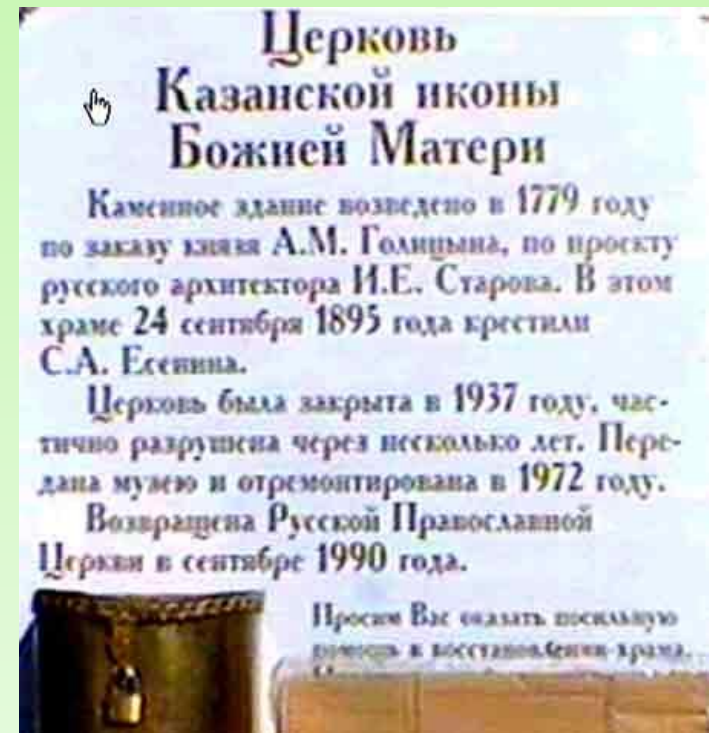 Церковь
Казанской иконы
Божией Матери
Каменное здание возведено в 1779 году
по заказу князя А.М. Голицына, по проекту
русского архитектора И.Е. Старова. В этом
храме 24 сентября 1895 года крестили
С.А. Есенина.
Церковь была закрыта в 1937 году, час-
тично разрушена через несколько лет. Пере-
дана музею и отремонтирована в 1972 году.
Возвращена Русской Православной
Церкви в сентябре 1990 года.
Просим Вас оказать посильную
помощь в восстановлении храма.